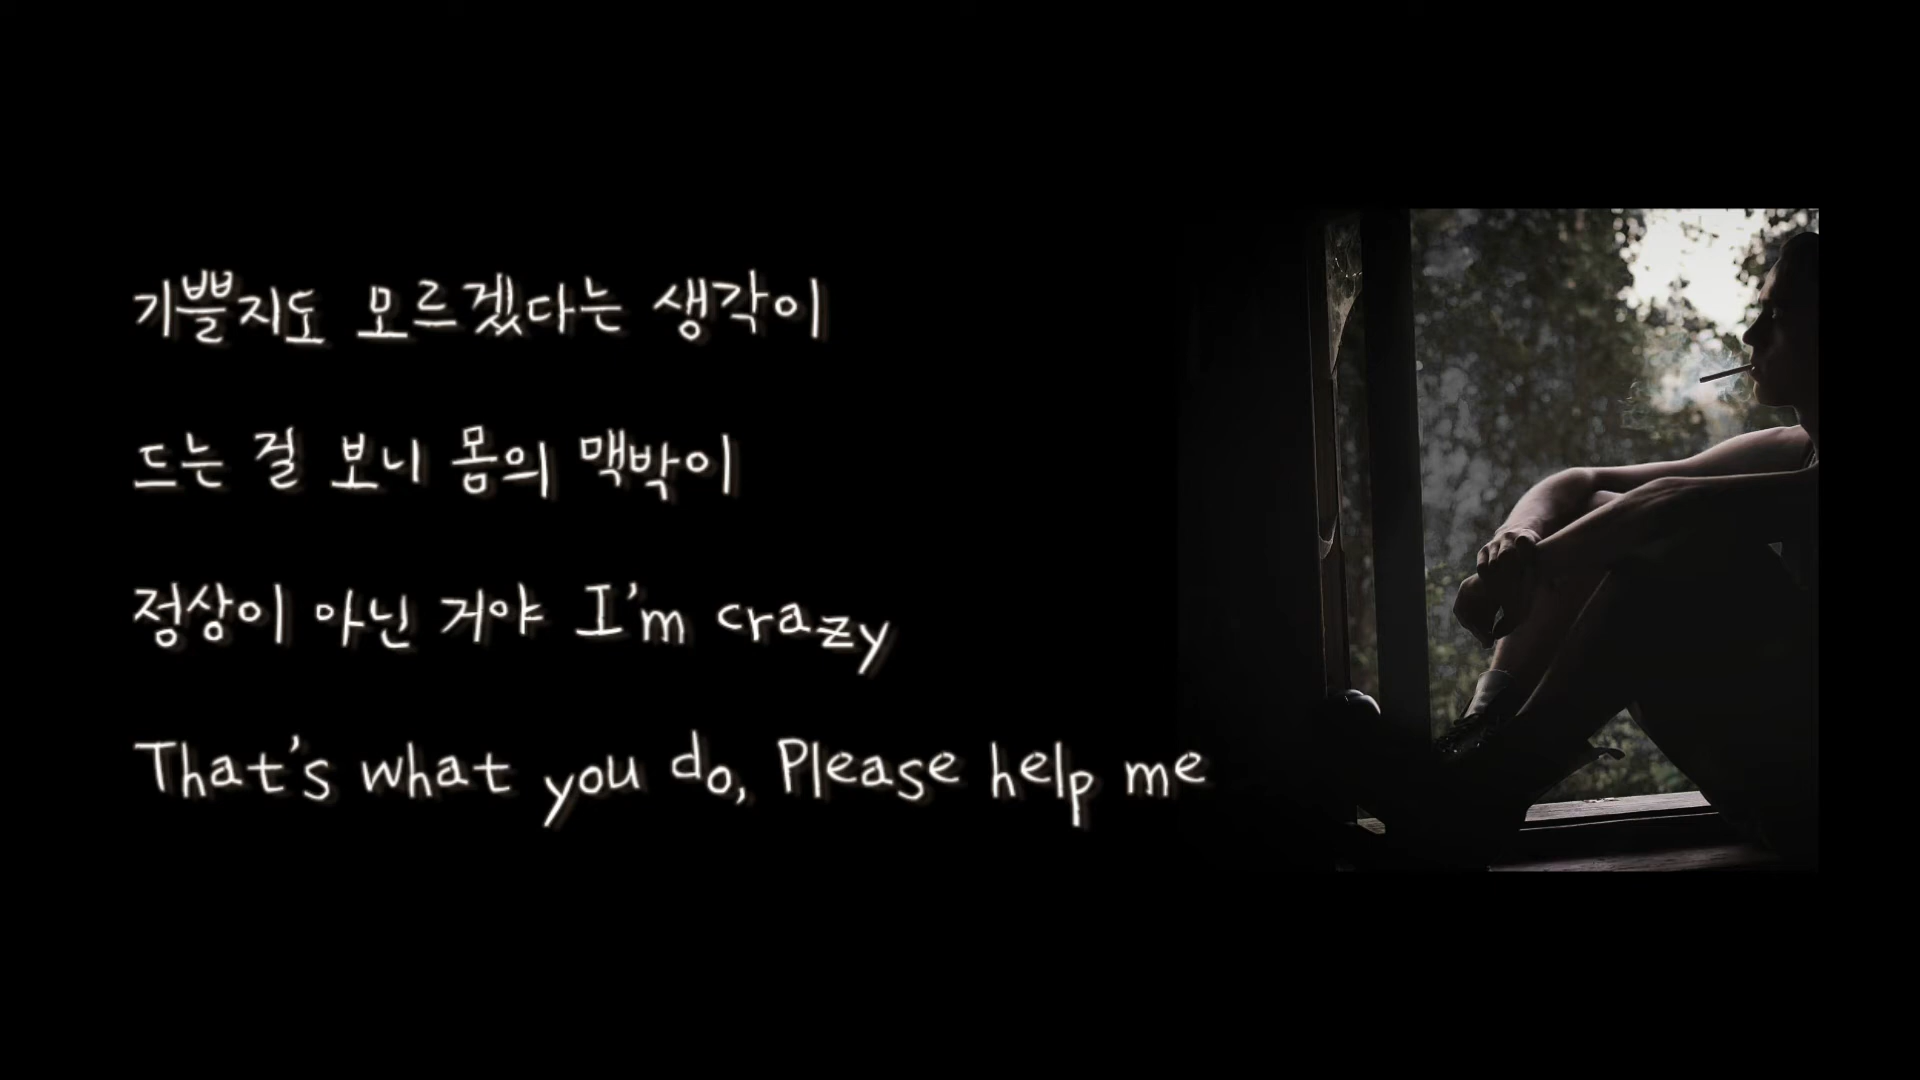 기쁠지도 모르겠다는 생각이
드는 걸 보니 몸의 맥박이
정상이 아닌 거야 I'm crazy
That's what you do, Please help me